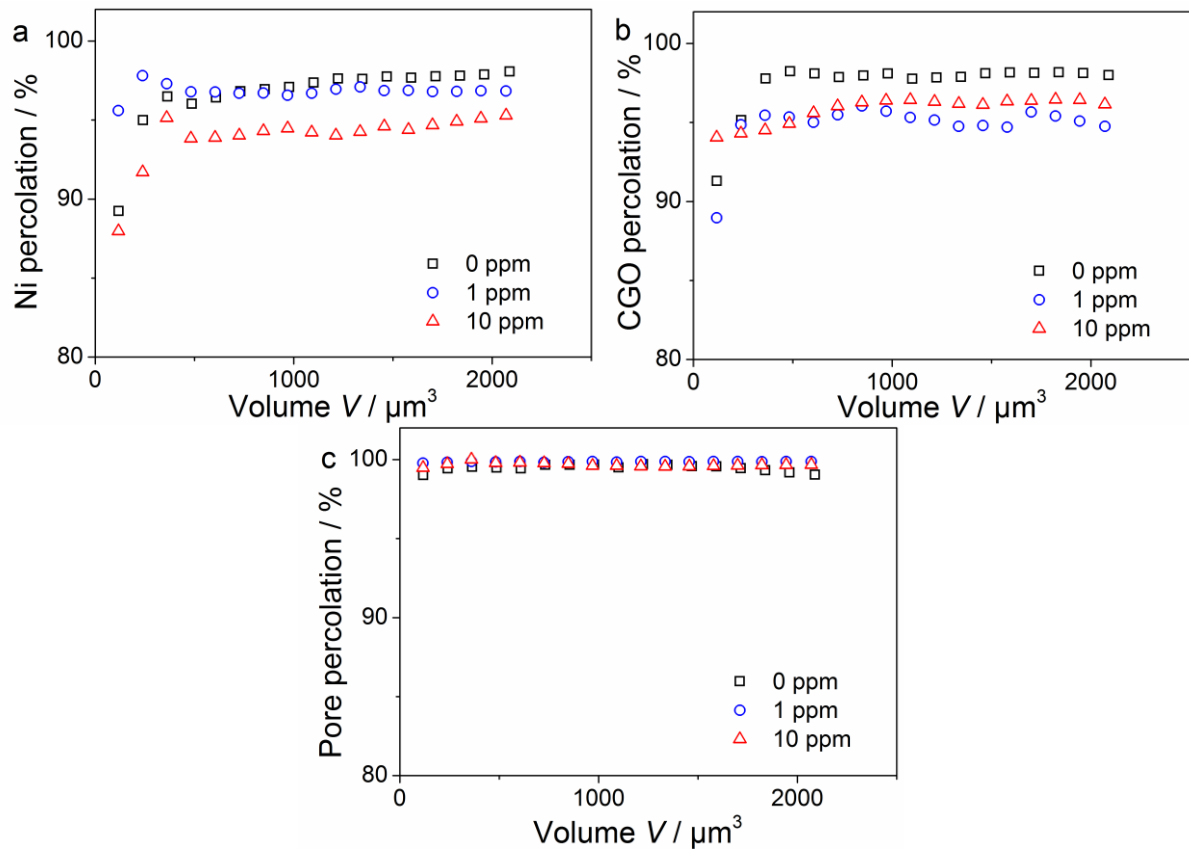 a
100
90
80
Ni percolation / %
0 ppm
1 ppm
10 ppm
0 1000 2000
Volume V / µm³
b
100
90
80
CGO percolation / %
0 ppm
1 ppm
10 ppm
0 1000 2000
Volume V / µm³
c
100
90
80
Pore percolation / %
0 ppm
1 ppm
10 ppm
0 1000 2000
Volume V / µm³